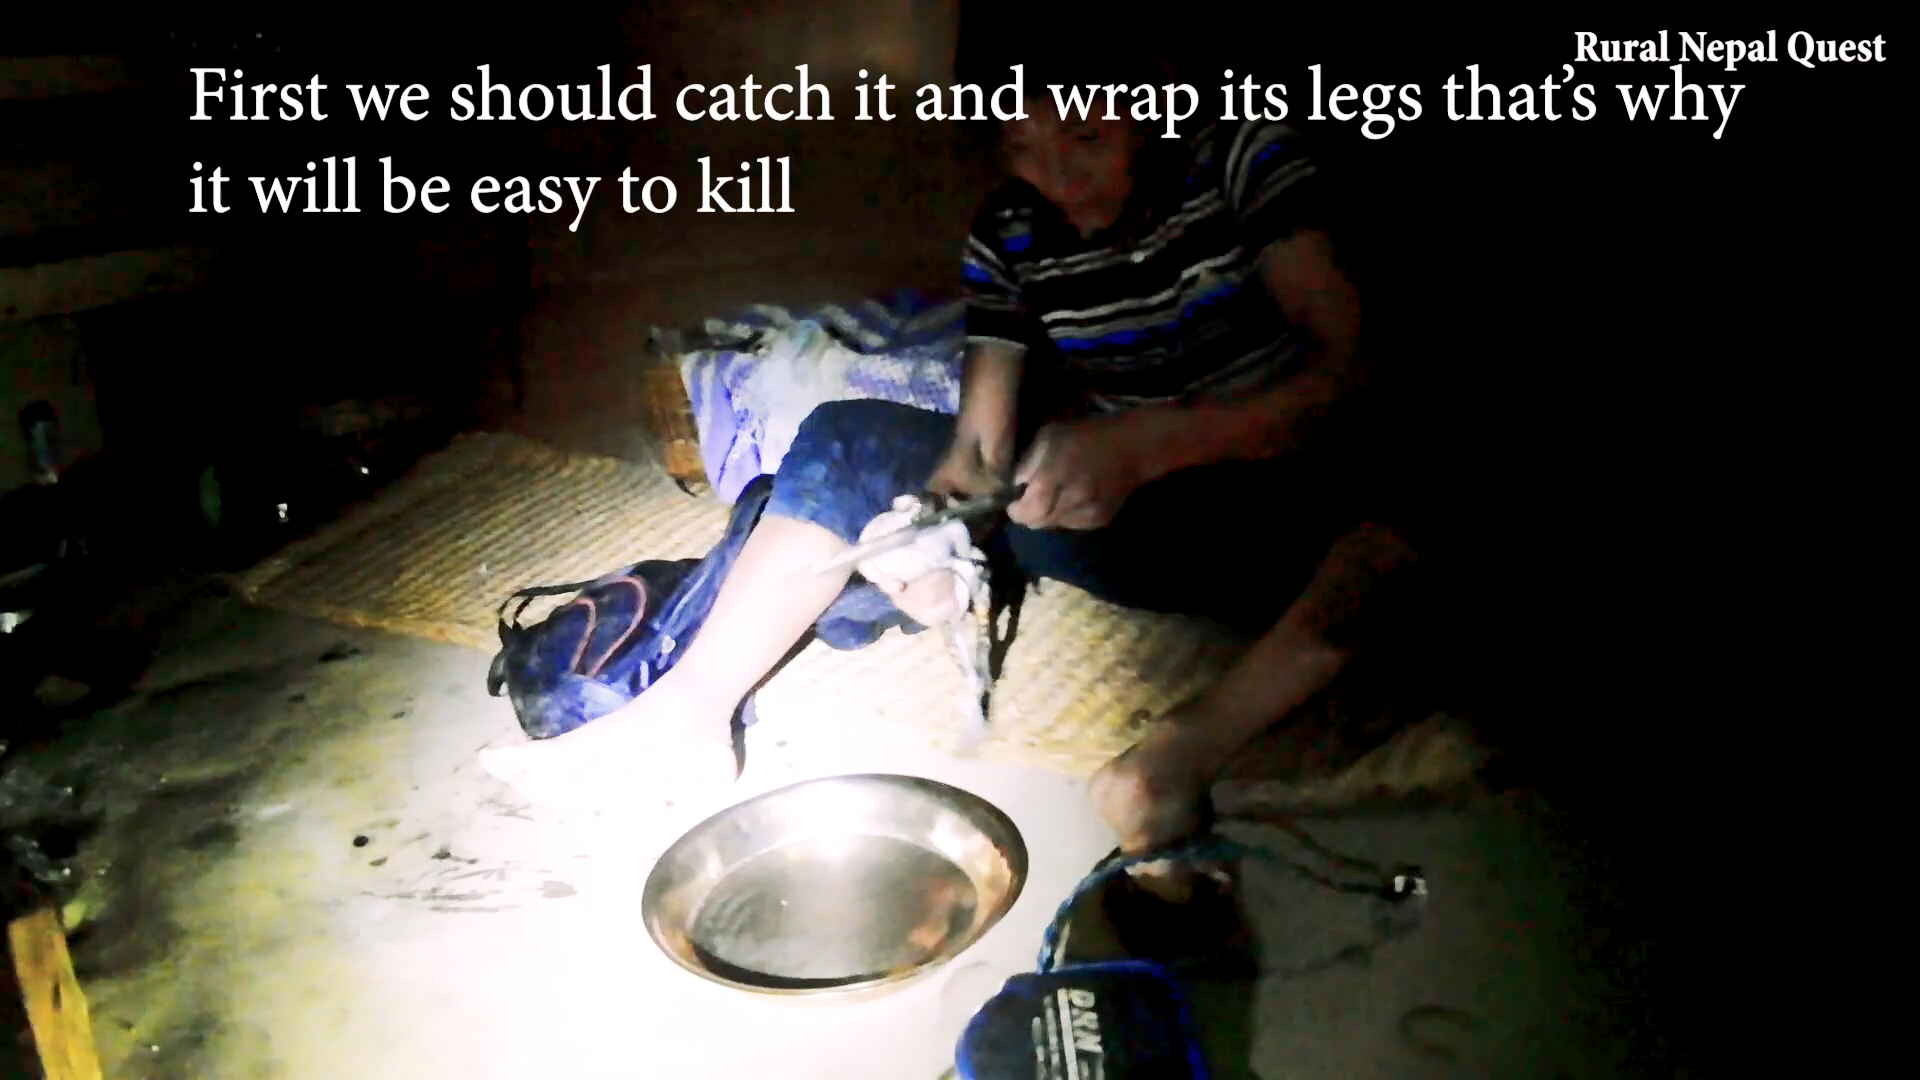 Rural Nepal Quest
First we should catch it and wrap its legs that's why
it will be easy to kill